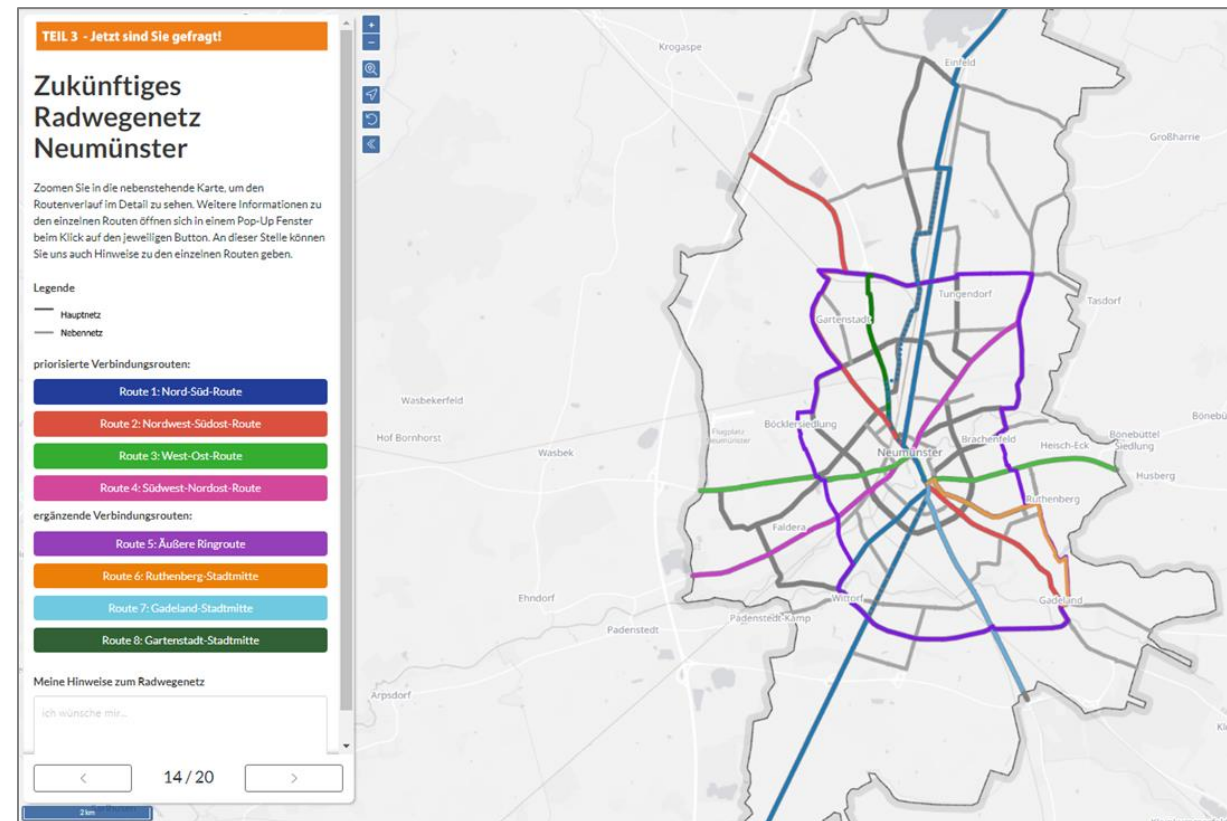 TEIL 3 - Jetzt sind Sie gefragt!
Zukünftiges
Radwegenetz
Neumünster
Zoomen Sie in die nebenstehende Karte, um den
Routenverlauf im Detail zu sehen. Weitere Informationen zu
den einzelnen Routen öffnen sich in einem Pop-Up Fenster
beim Klick auf den jeweiligen Button. An dieser Stelle können
Sie uns auch Hinweise zu den einzelnen Routen geben.
Legende
Hauptnetz
Nebennetz
priorisierte Verbindungsrouten:
Route 1: Nord-Süd-Route
Route 2: Nordwest-Südost-Route
Route 3: West-Ost-Route
Route 4: Südwest-Nordost-Route
ergänzende Verbindungsrouten:
Route 5: Äußere Ringroute
Route 6: Ruthenberg-Stadtmitte
Route 7: Gadeland-Stadtmitte
Route 8: Gartenstadt-Stadtmitte
Meine Hinweise zum Radwegenetz
ich wünsche mir...
14 / 20
2 km
Krogaspe
Einfeld
Großharrie
Tungendorf
Tasdorf
Gartenstadt
Wasbekerfeld
Böcklersiedlung
Flugplatz
Neumünster
Hof Bornhorst
Wasbek
Neumünster
Brachenfeld
Heisch-Eck
Bönebüttel
Siedlung
Husberg
Ruthenberg
Faldera
Ehndorf
Wittorf
Gadeland
Padenstedt-Kamp
Padenstedt
Arpsdorf